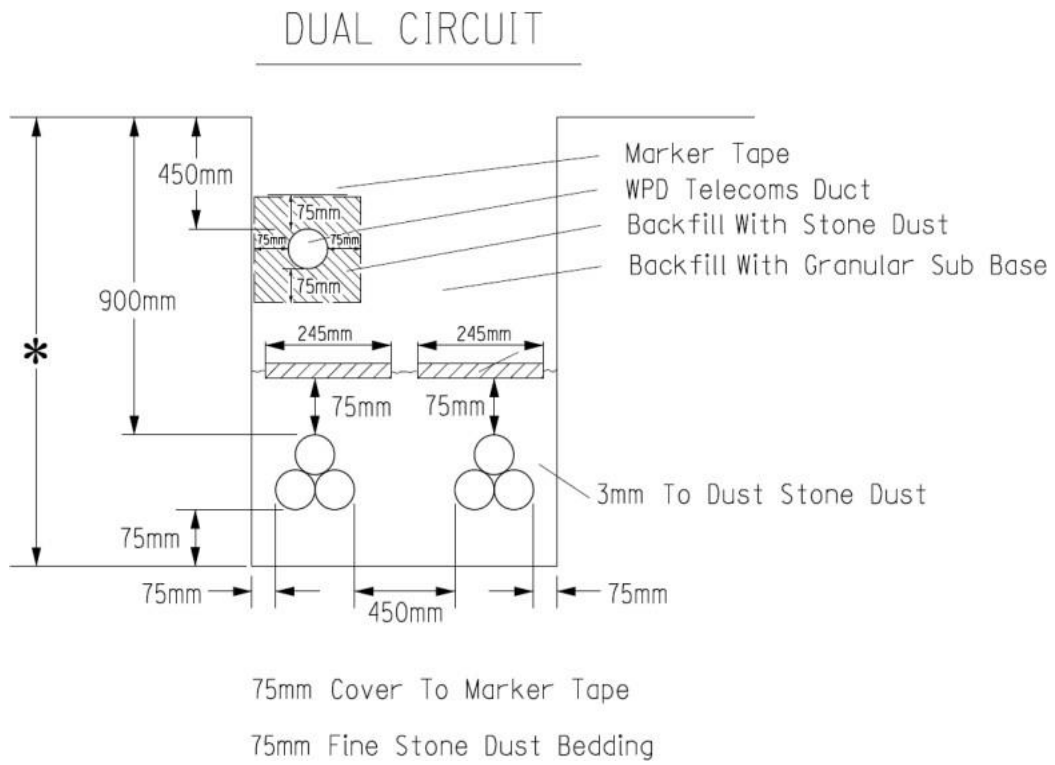 DUAL CIRCUIT
Marker Tape
450mm
WPD Telecoms Duct
75mm
Backfill With Stone Dust
75mm
75mm
Backfill With Granular Sub Base
75mm
900mm
245mm
245mm
*
75mm
75mm
3mm To Dust Stone Dust
75mm
75mm
450mm
75mm
75mm Cover To Marker Tape
75mm Fine Stone Dust Bedding